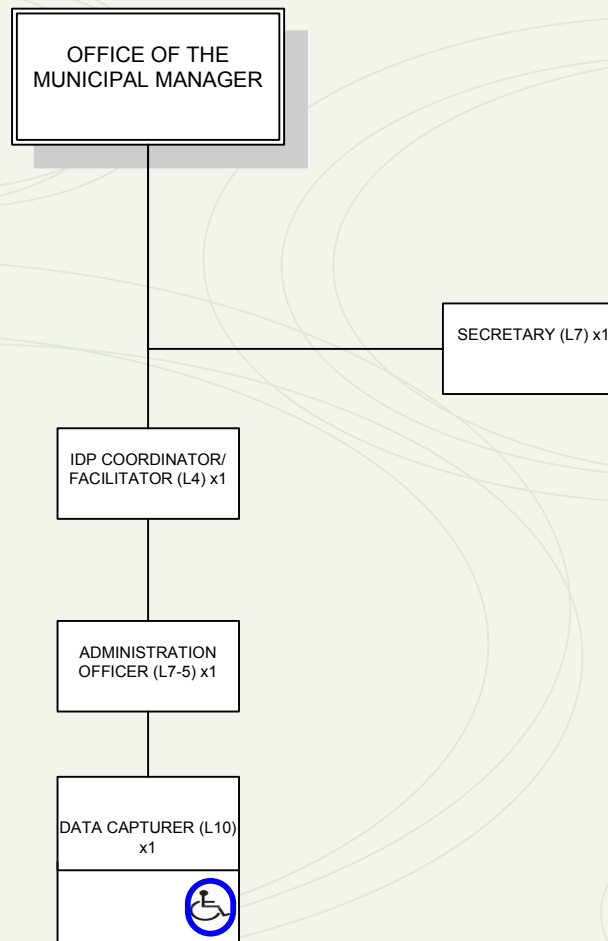 OFFICE OF THE
MUNICIPAL MANAGER
SECRETARY (L7) x1
IDP COORDINATOR/
FACILITATOR (L4) x1
ADMINISTRATION
OFFICER (L7-5) x1
DATA CAPTURER (L10)
x1